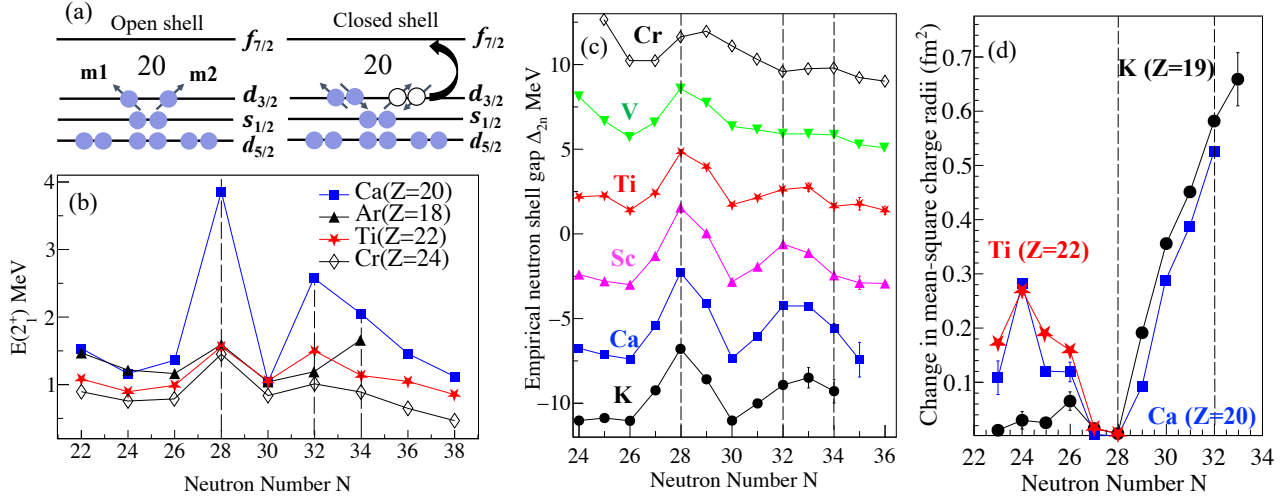 (a)
Open shell
Closed shell
f7/2
f7/2
20
20
m1
m2
d3/2
d3/2
s1/2
s1/2
d5/2
d5/2
(b)
Ca(Z=20)
Ar(Z=18)
Ti(Z=22)
Cr(Z=24)
E(2₁⁺) MeV
4
3
2
1
0
22 24 26 28 30 32 34 36 38
Neutron Number N
(c)
Cr
V
Ti
Sc
Ca
K
Empirical neutron shell gap Δ2n MeV
10
5
0
−5
−10
24 26 28 30 32 34 36
Neutron Number N
(d)
K (Z=19)
Ti (Z=22)
Ca (Z=20)
Change in mean-square charge radii (fm²)
0.7
0.6
0.5
0.4
0.3
0.2
0.1
22 24 26 28 30 32 34
Neutron Number N